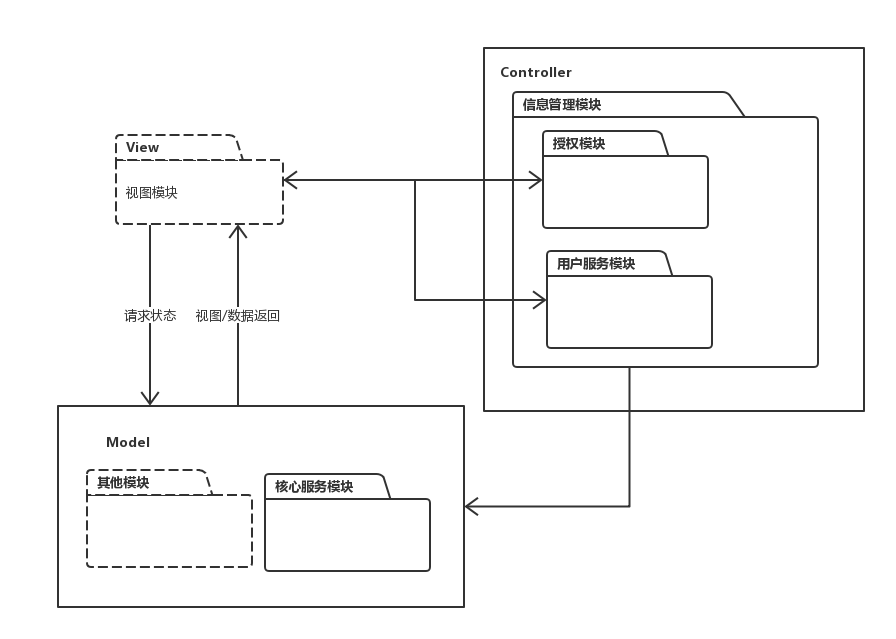 Controller
信息管理模块
授权模块
View
视图模块
用户服务模块
请求状态
视图/数据返回
Model
其他模块
核心服务模块